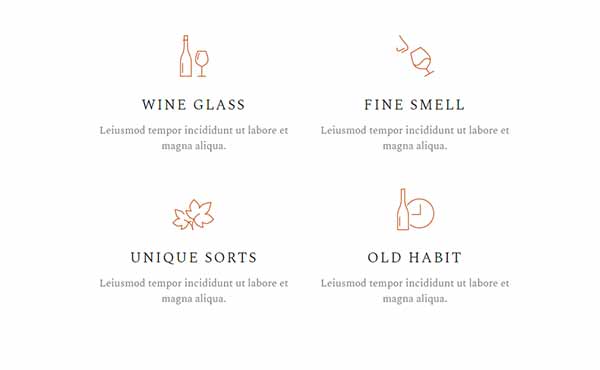 WINE GLASS
Leiusmod tempor incididunt ut labore et
magna aliqua.
FINE SMELL
Leiusmod tempor incididunt ut labore et
magna aliqua.
UNIQUE SORTS
Leiusmod tempor incididunt ut labore et
magna aliqua.
OLD HABIT
Leiusmod tempor incididunt ut labore et
magna aliqua.